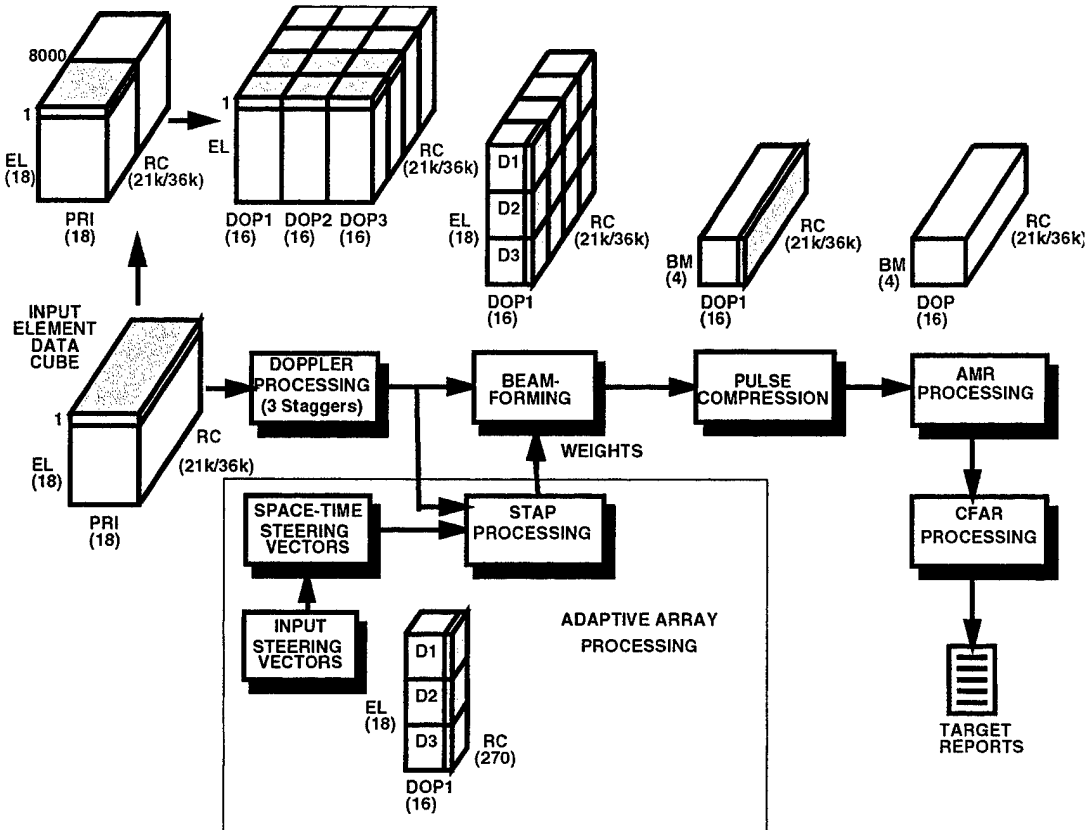 8000
1
EL
(18)
PRI
(18)
RC
(21k/36k)
1
EL
DOP1 DOP2 DOP3
(16) (16) (16)
RC
(21k/36k)
D1
D2
D3
EL
(18)
DOP1
(16)
RC
(21k/36k)
BM
(4)
DOP1
(16)
RC
(21k/36k)
BM
(4)
DOP
(16)
RC
(21k/36k)
INPUT
ELEMENT
DATA
CUBE
1
EL
(18)
PRI
(18)
RC
(21k/36k)
DOPPLER
PROCESSING
(3 Staggers)
BEAM-
FORMING
PULSE
COMPRESSION
AMR
PROCESSING
WEIGHTS
SPACE-TIME
STEERING
VECTORS
STAP
PROCESSING
CFAR
PROCESSING
INPUT
STEERING
VECTORS
D1
D2
D3
EL
(18)
DOP1
(16)
RC
(270)
ADAPTIVE ARRAY
PROCESSING
TARGET
REPORTS